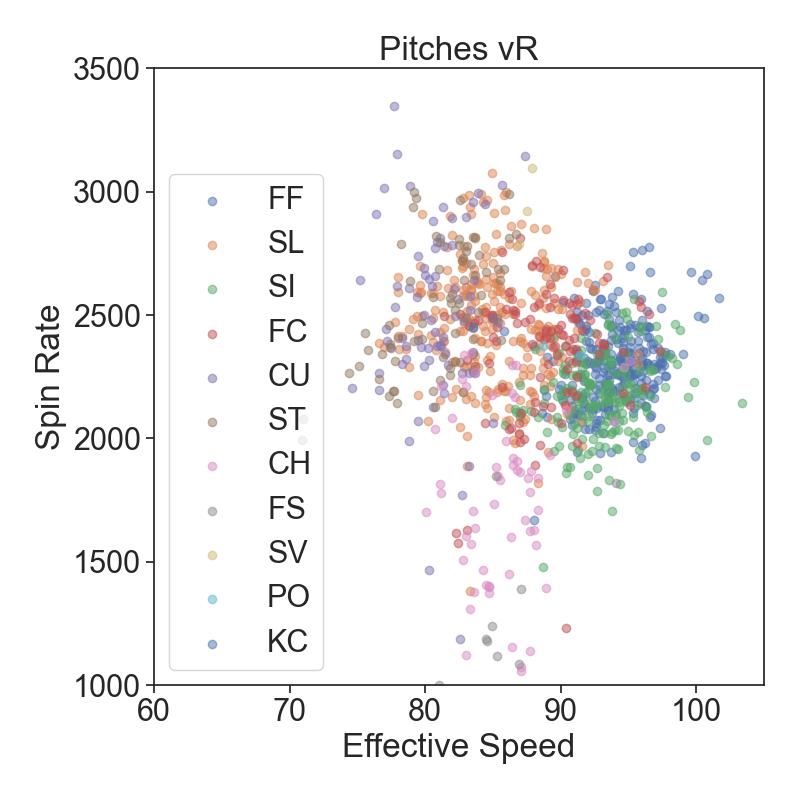 Pitches vR
3500
3000
2500
2000
1500
1000
Spin Rate
FF
SL
SI
FC
CU
ST
CH
FS
SV
PO
KC
60 70 80 90 100
Effective Speed